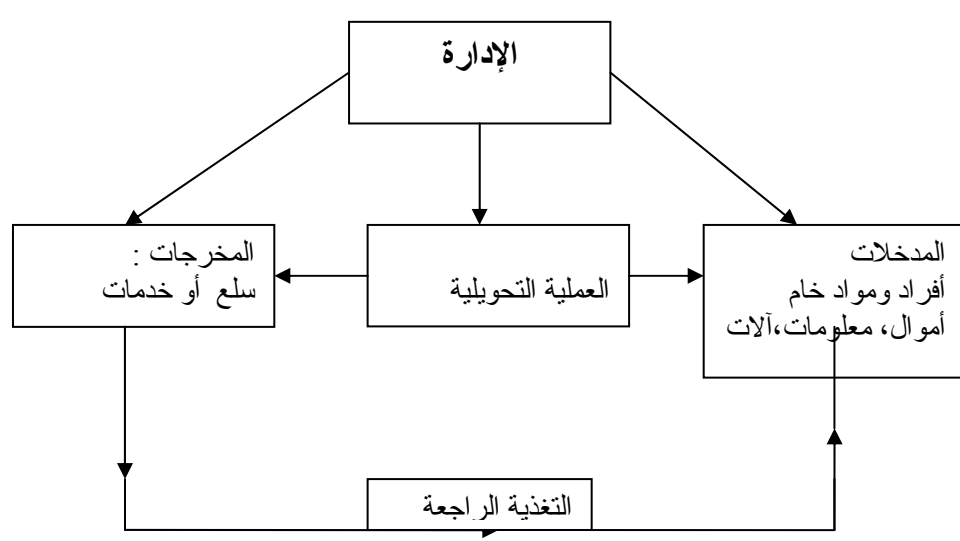 الإدارة
المدخلات
أفراد ومواد خام
أموال، معلومات،آلات
العملية التحويلية
المخرجات :
سلع أو خدمات
التغذية الراجعة